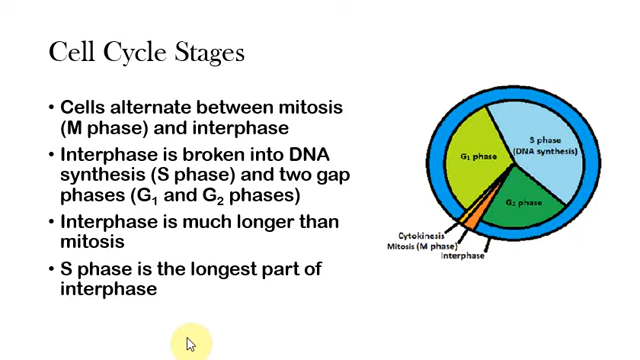 Cell Cycle Stages
• Cells alternate between mitosis
(M phase) and interphase
• Interphase is broken into DNA
synthesis (S phase) and two gap
phases (G₁ and G₂ phases)
• Interphase is much longer than
mitosis
• S phase is the longest part of
interphase
S phase
(DNA synthesis)
G₁ phase
G₂ phase
Cytokinesis
Mitosis (M phase)
Interphase